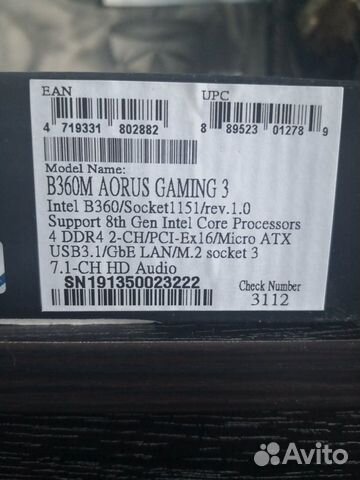 EAN UPC
4 719331 802882 8 89523 01278 9
Model Name:
B360M AORUS GAMING 3
Intel B360/Socket1151/rev.1.0
Support 8th Gen Intel Core Processors
4 DDR4 2-CH/PCI-Ex16/Micro ATX
USB3.1/GbE LAN/M.2 socket 3
7.1-CH HD Audio
SN191350023222
Check Number
3112
Avito